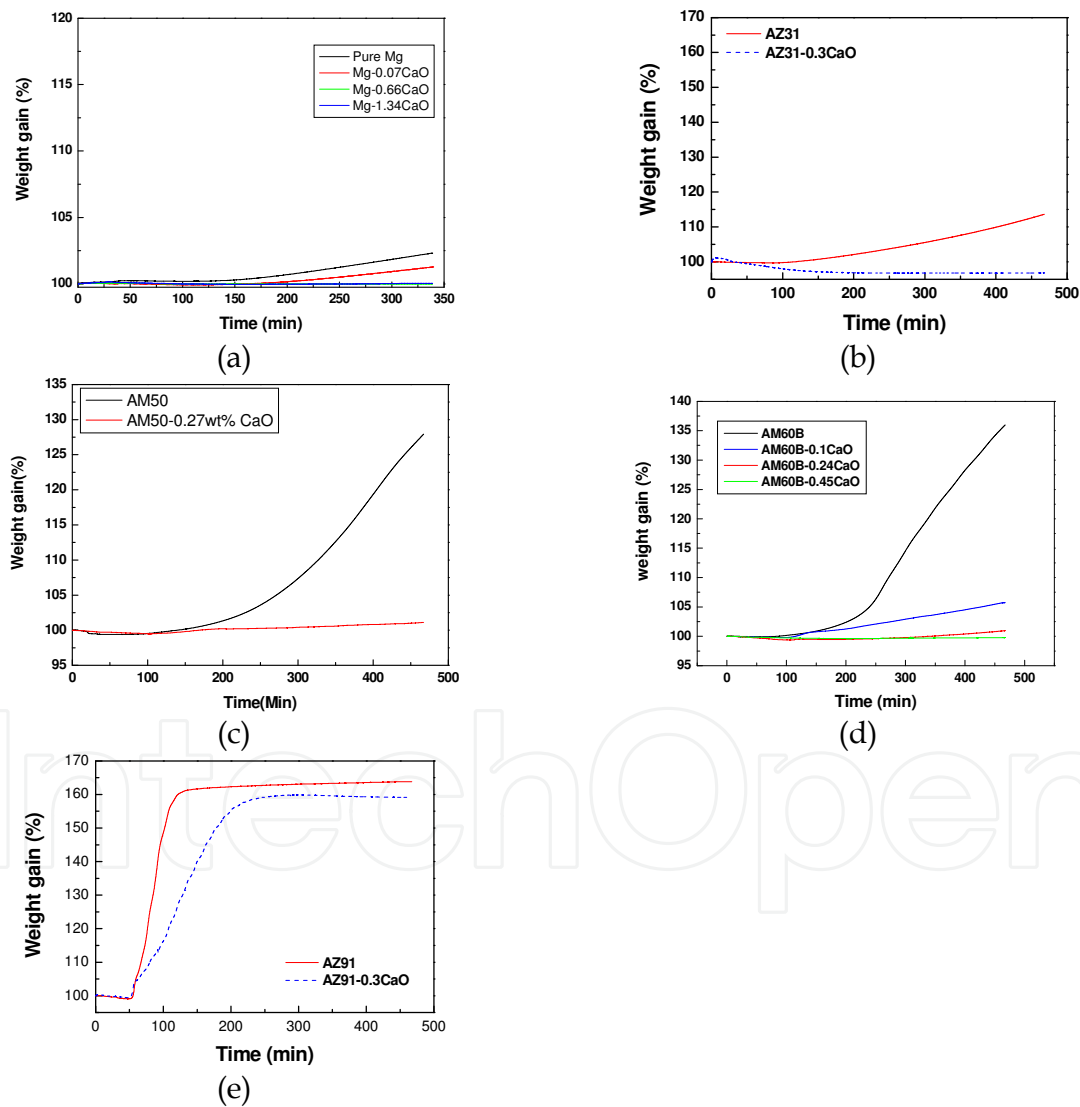 120
115
110
105
100
0 50 100 150 200 250 300 350
Weight gain (%)
Time (min)
Pure Mg
Mg-0.07CaO
Mg-0.66CaO
Mg-1.34CaO
(a)
170
160
150
140
130
120
110
100
0 100 200 300 400 500
Weight gain (%)
Time (min)
AZ31
AZ31-0.3CaO
(b)
135
130
125
120
115
110
105
100
95
0 100 200 300 400 500
Weight gain(%)
Time(Min)
AM50
AM50-0.27wt% CaO
(c)
140
135
130
125
120
115
110
105
100
95
0 100 200 300 400 500
weight gain (%)
Time (min)
AM60B
AM60B-0.1CaO
AM60B-0.24CaO
AM60B-0.45CaO
(d)
170
160
150
140
130
120
110
100
0 100 200 300 400 500
Weight gain (%)
Time (min)
AZ91
AZ91-0.3CaO
(e)
IntechOpen